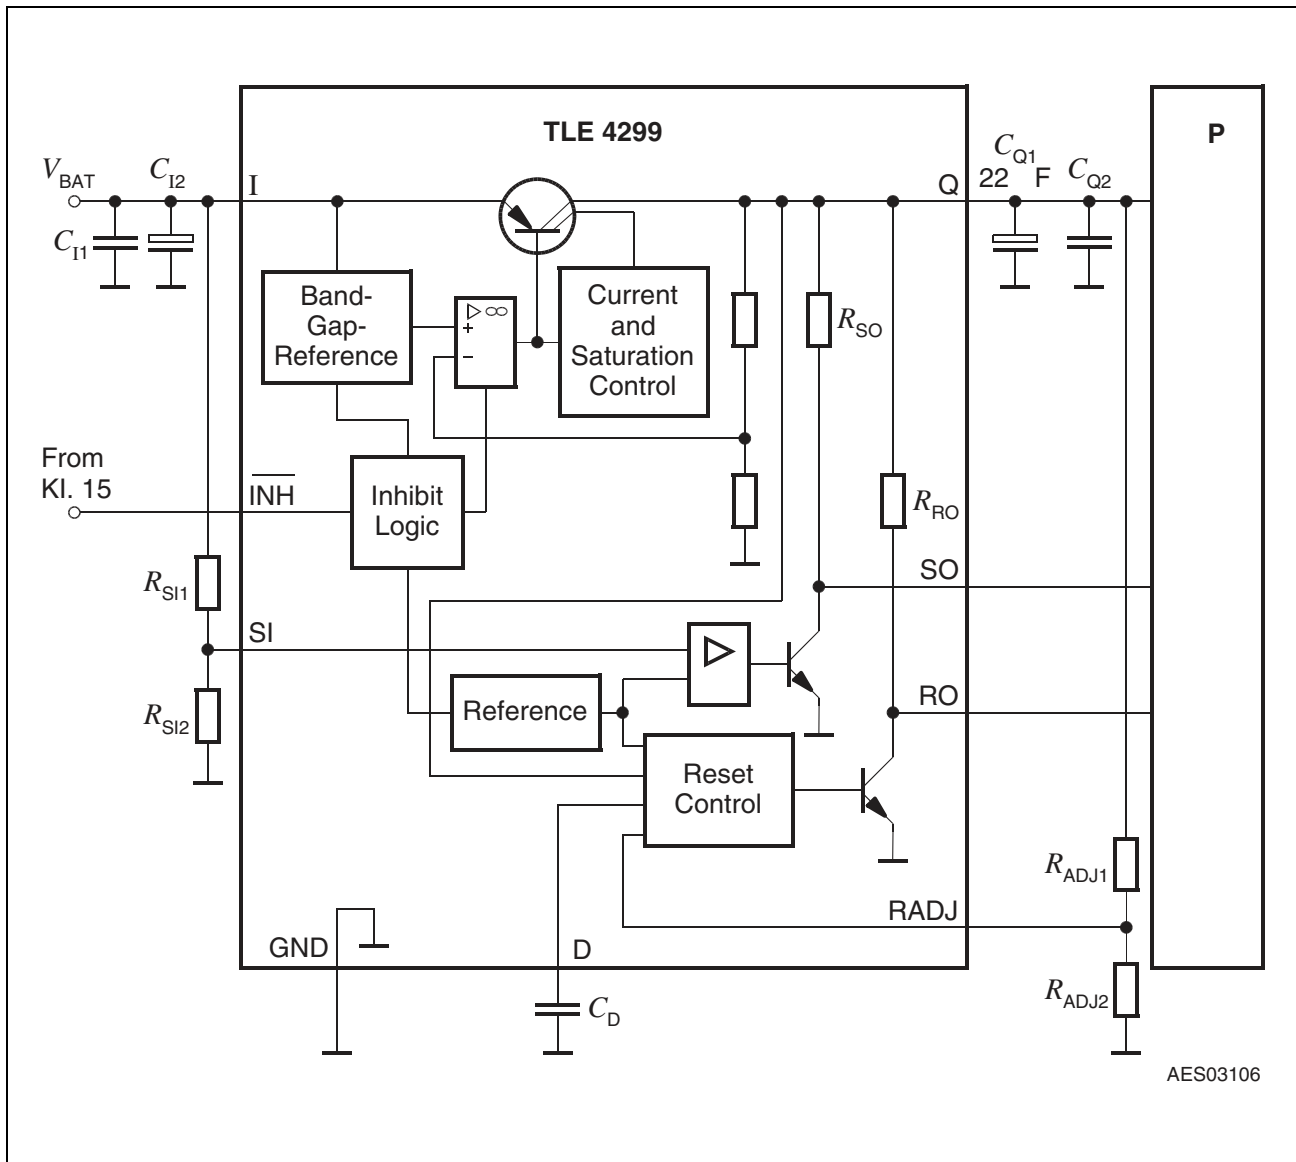 TLE 4299
P
V_BAT
C_I2
I
Q
C_Q1
22 F
C_Q2
C_I1
Band-
Gap-
Reference
▷ ∞
+
−
Current
and
Saturation
Control
R_SO
From
Kl. 15
I̅N̅H̅
Inhibit
Logic
R_RO
R_SI1
SO
SI
R_SI2
Reference
RO
Reset
Control
R_ADJ1
RADJ
GND
D
R_ADJ2
C_D
AES03106